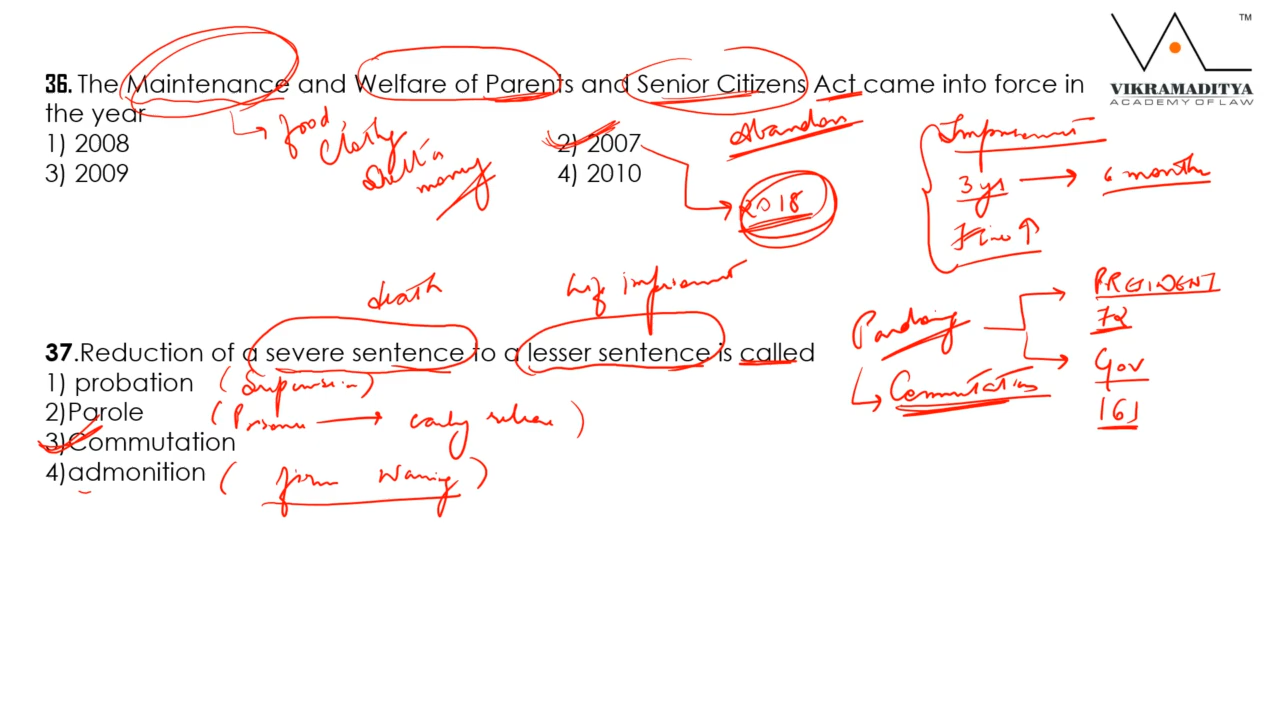 TM
VIKRAMADITYA
ACADEMY OF LAW
36. The Maintenance and Welfare of Parents and Senior Citizens Act came into force in
the year
1) 2008
2) 2007
3) 2009
4) 2010
food,
money
Abandon
2018
Imprisonment
3 ys
6 months
Fine ↑
death
life imprisonment
37.Reduction of a severe sentence to a lesser sentence is called
1) probation (Supervision)
2)Parole (Prisoner early release)
3)Commutation
4)admonition (firm Warning)
Pardoning
Commutation
PRESIDENT
72
Gov
161